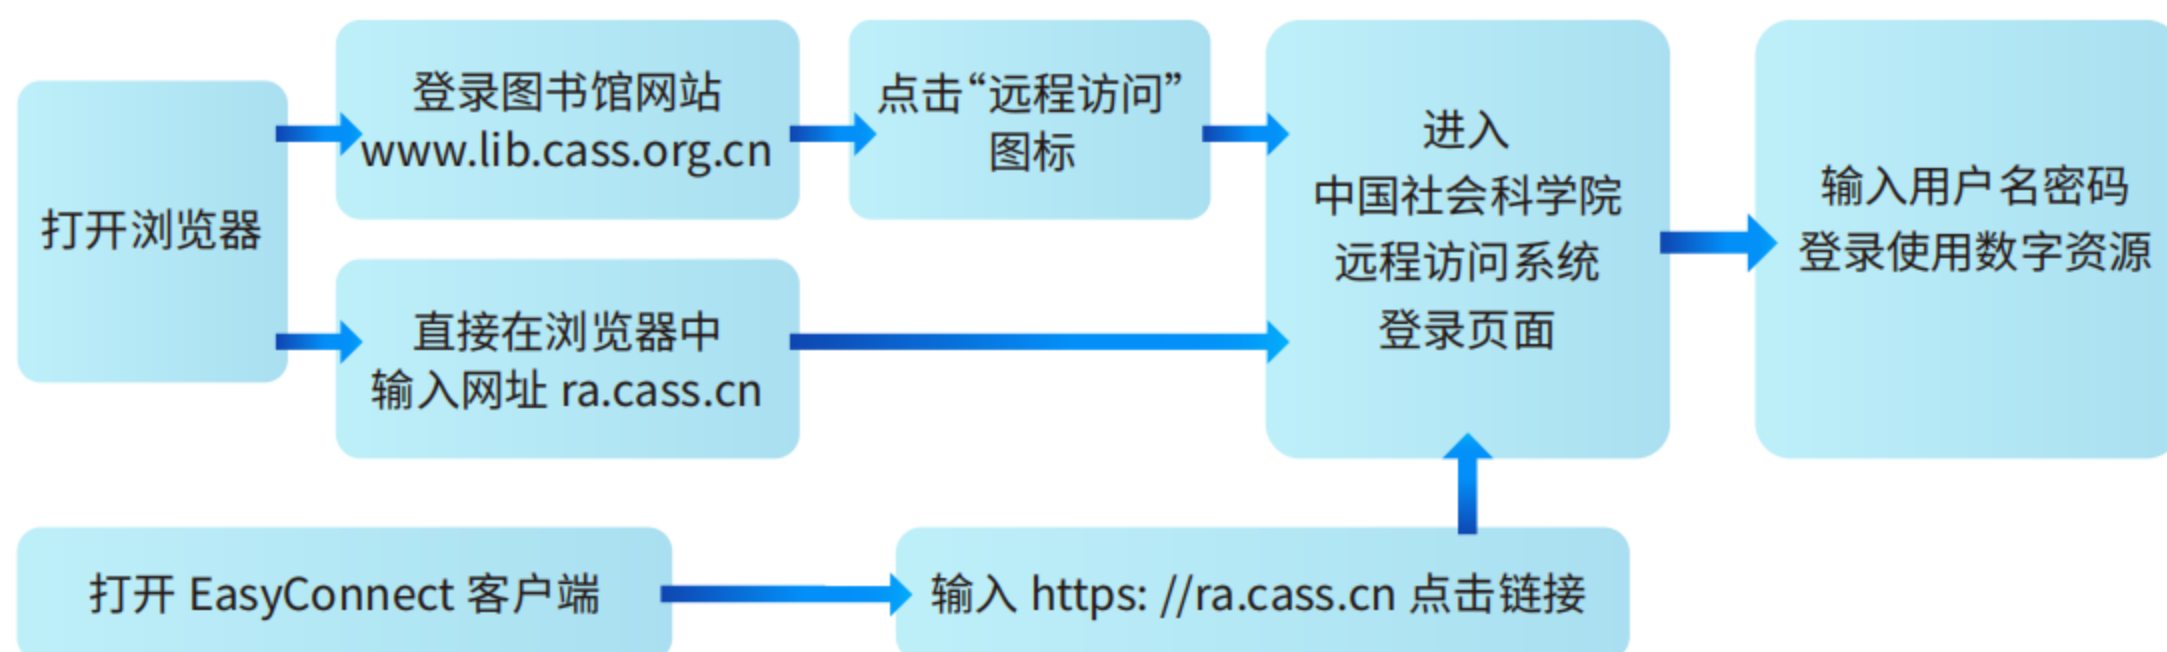 打开浏览器
登录图书馆网站
www.lib.cass.org.cn
点击“远程访问”
图标
直接在浏览器中
输入网址 ra.cass.cn
进入
中国社会科学院
远程访问系统
登录页面
输入用户名密码
登录使用数字资源
打开 EasyConnect 客户端
输入 https: //ra.cass.cn 点击链接